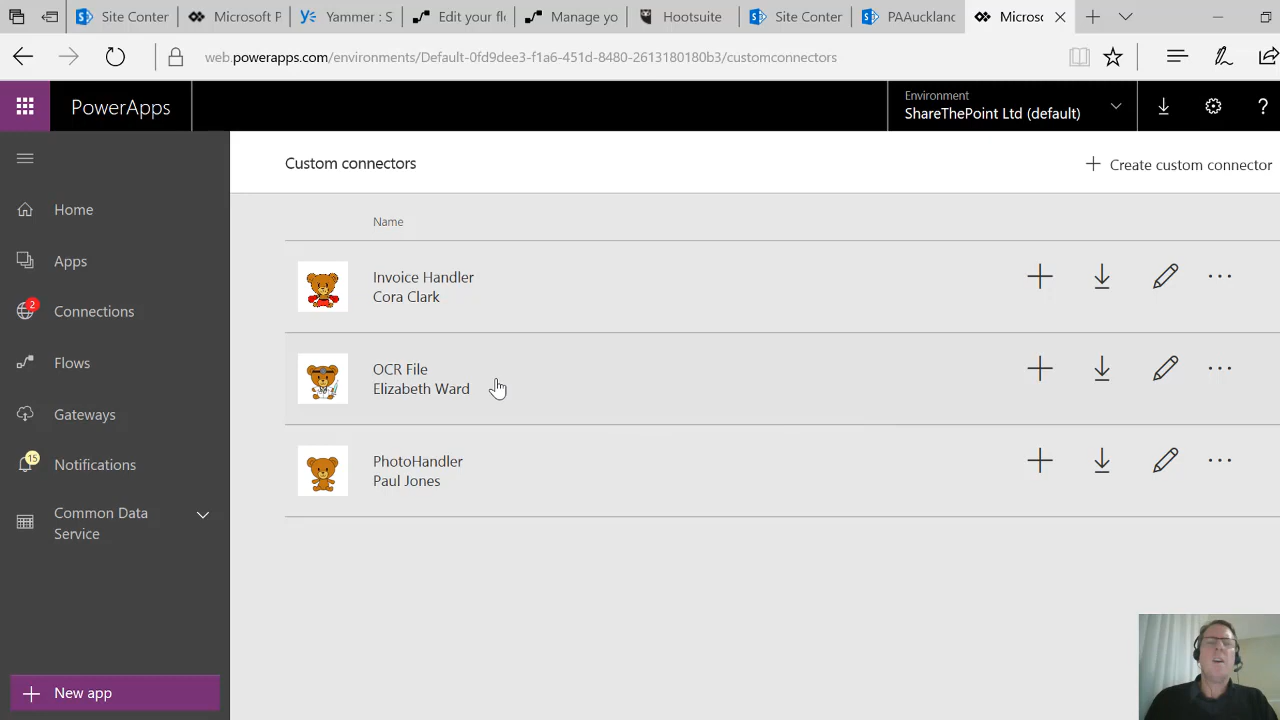 Site Center
Microsoft P
Yammer : S
Edit your fl
Manage yo
Hootsuite
Site Center
PAAucklanc
Microsc
web.powerapps.com/environments/Default-0fd9dee3-f1a6-451d-8480-2613180180b3/customconnectors
PowerApps
Environment
ShareThePoint Ltd (default)
?
Custom connectors
Create custom connector
Home
Apps
2
Connections
Flows
Gateways
15
Notifications
Common Data
Service
New app
Name
Invoice Handler
Cora Clark
OCR File
Elizabeth Ward
PhotoHandler
Paul Jones